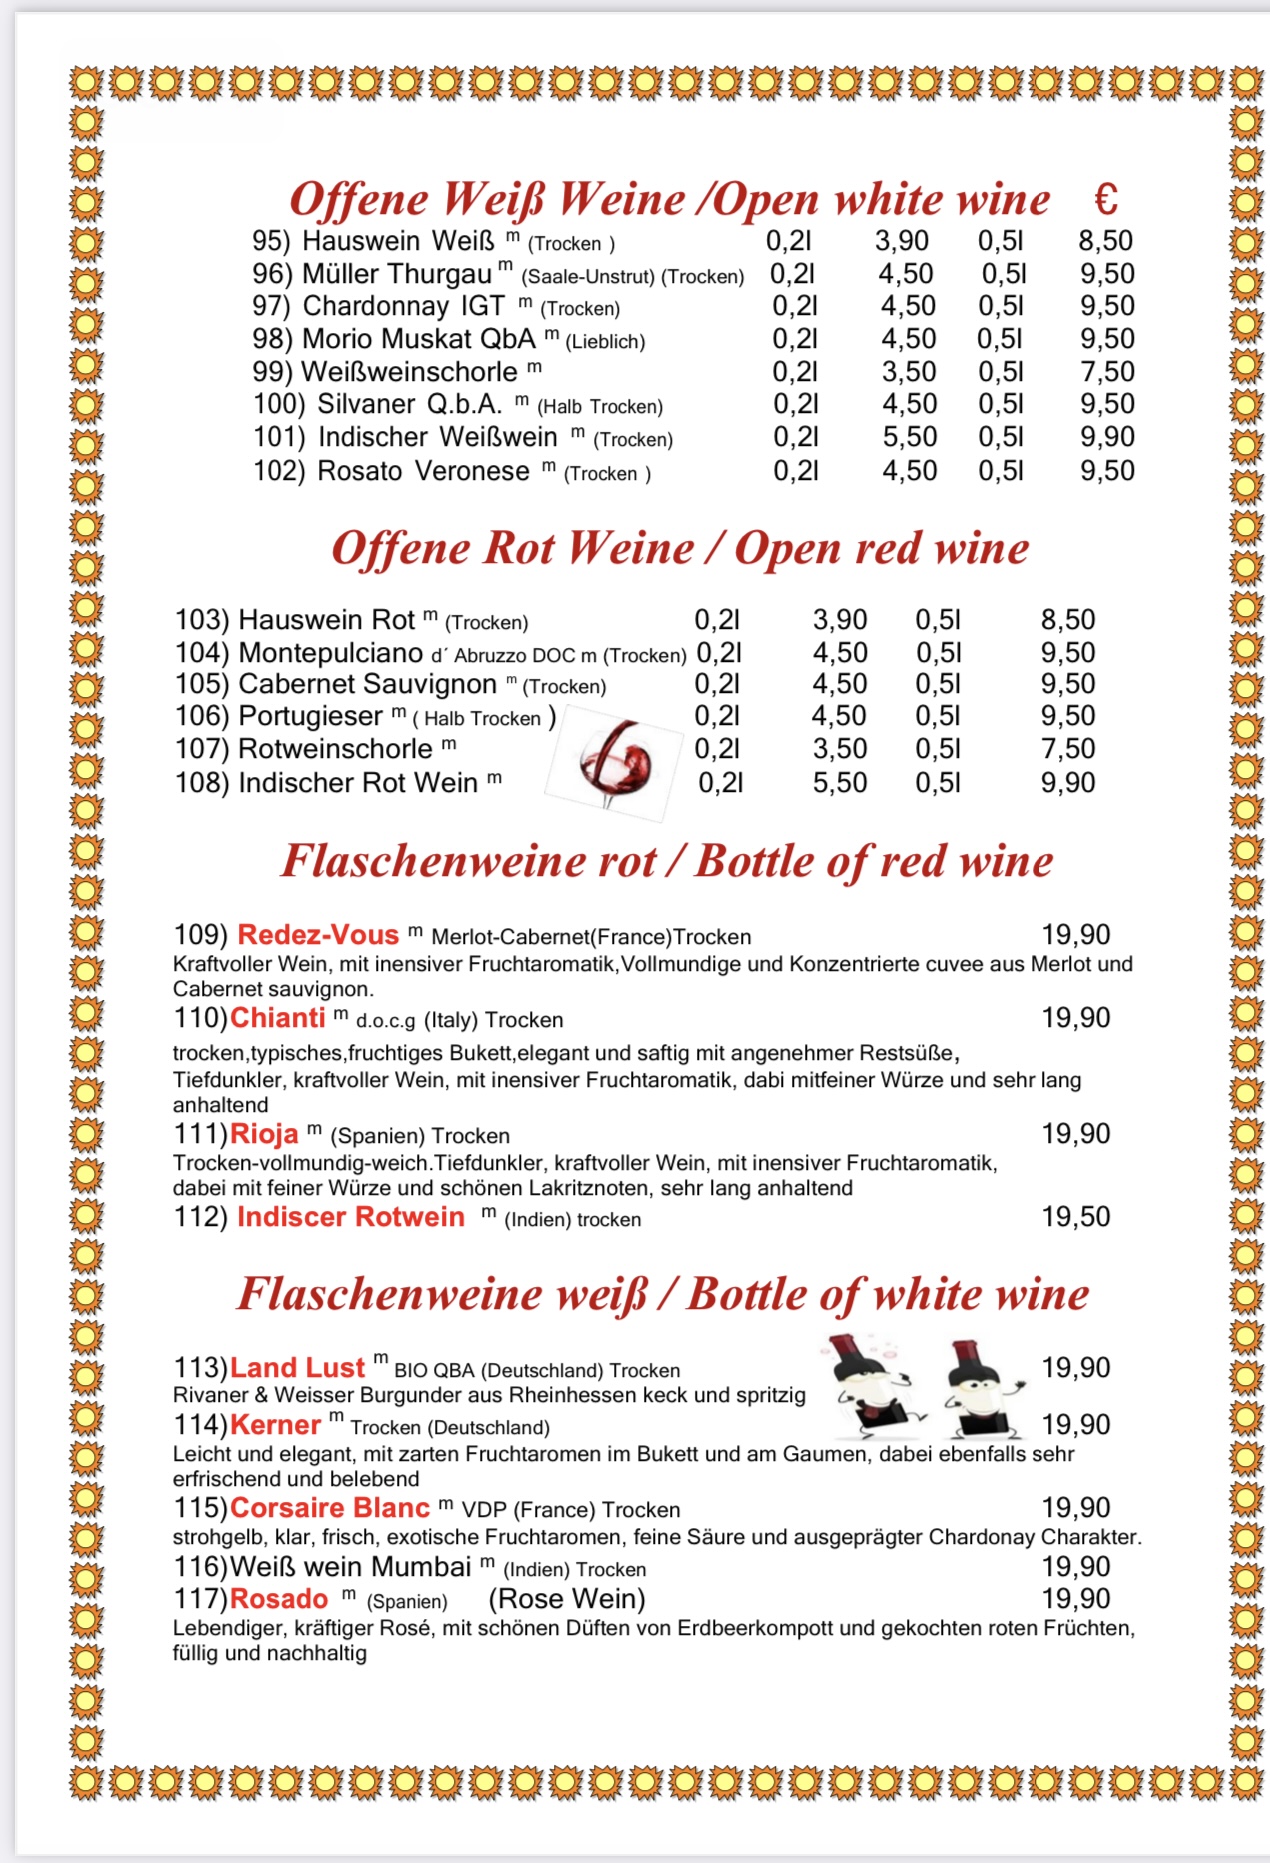 Offene Weiß Weine /Open white wine €
95) Hauswein Weiß m (Trocken ) 0,2l 3,90 0,5l 8,50
96) Müller Thurgau m (Saale-Unstrut) (Trocken) 0,2l 4,50 0,5l 9,50
97) Chardonnay IGT m (Trocken) 0,2l 4,50 0,5l 9,50
98) Morio Muskat QbA m (Lieblich) 0,2l 4,50 0,5l 9,50
99) Weißweinschorle m 0,2l 3,50 0,5l 7,50
100) Silvaner Q.b.A. m (Halb Trocken) 0,2l 4,50 0,5l 9,50
101) Indischer Weißwein m (Trocken) 0,2l 5,50 0,5l 9,90
102) Rosato Veronese m (Trocken ) 0,2l 4,50 0,5l 9,50
Offene Rot Weine / Open red wine
103) Hauswein Rot m (Trocken) 0,2l 3,90 0,5l 8,50
104) Montepulciano d´ Abruzzo DOC m (Trocken) 0,2l 4,50 0,5l 9,50
105) Cabernet Sauvignon m (Trocken) 0,2l 4,50 0,5l 9,50
106) Portugieser m ( Halb Trocken ) 0,2l 4,50 0,5l 9,50
107) Rotweinschorle m 0,2l 3,50 0,5l 7,50
108) Indischer Rot Wein m 0,2l 5,50 0,5l 9,90
Flaschenweine rot / Bottle of red wine
109) Redez-Vous m Merlot-Cabernet(France)Trocken 19,90
Kraftvoller Wein, mit inensiver Fruchtaromatik,Vollmundige und Konzentrierte cuvee aus Merlot und
Cabernet sauvignon.
110)Chianti m d.o.c.g (Italy) Trocken 19,90
trocken,typisches,fruchtiges Bukett,elegant und saftig mit angenehmer Restsüße,
Tiefdunkler, kraftvoller Wein, mit inensiver Fruchtaromatik, dabi mitfeiner Würze und sehr lang
anhaltend
111)Rioja m (Spanien) Trocken 19,90
Trocken-vollmundig-weich.Tiefdunkler, kraftvoller Wein, mit inensiver Fruchtaromatik,
dabei mit feiner Würze und schönen Lakritznoten, sehr lang anhaltend
112) Indiscer Rotwein m (Indien) trocken 19,50
Flaschenweine weiß / Bottle of white wine
113)Land Lust m BIO QBA (Deutschland) Trocken 19,90
Rivaner & Weisser Burgunder aus Rheinhessen keck und spritzig
114)Kerner m Trocken (Deutschland) 19,90
Leicht und elegant, mit zarten Fruchtaromen im Bukett und am Gaumen, dabei ebenfalls sehr
erfrischend und belebend
115)Corsaire Blanc m VDP (France) Trocken 19,90
strohgelb, klar, frisch, exotische Fruchtaromen, feine Säure und ausgeprägter Chardonay Charakter.
116)Weiß wein Mumbai m (Indien) Trocken 19,90
117)Rosado m (Spanien) (Rose Wein) 19,90
Lebendiger, kräftiger Rosé, mit schönen Düften von Erdbeerkompott und gekochten roten Früchten,
füllig und nachhaltig